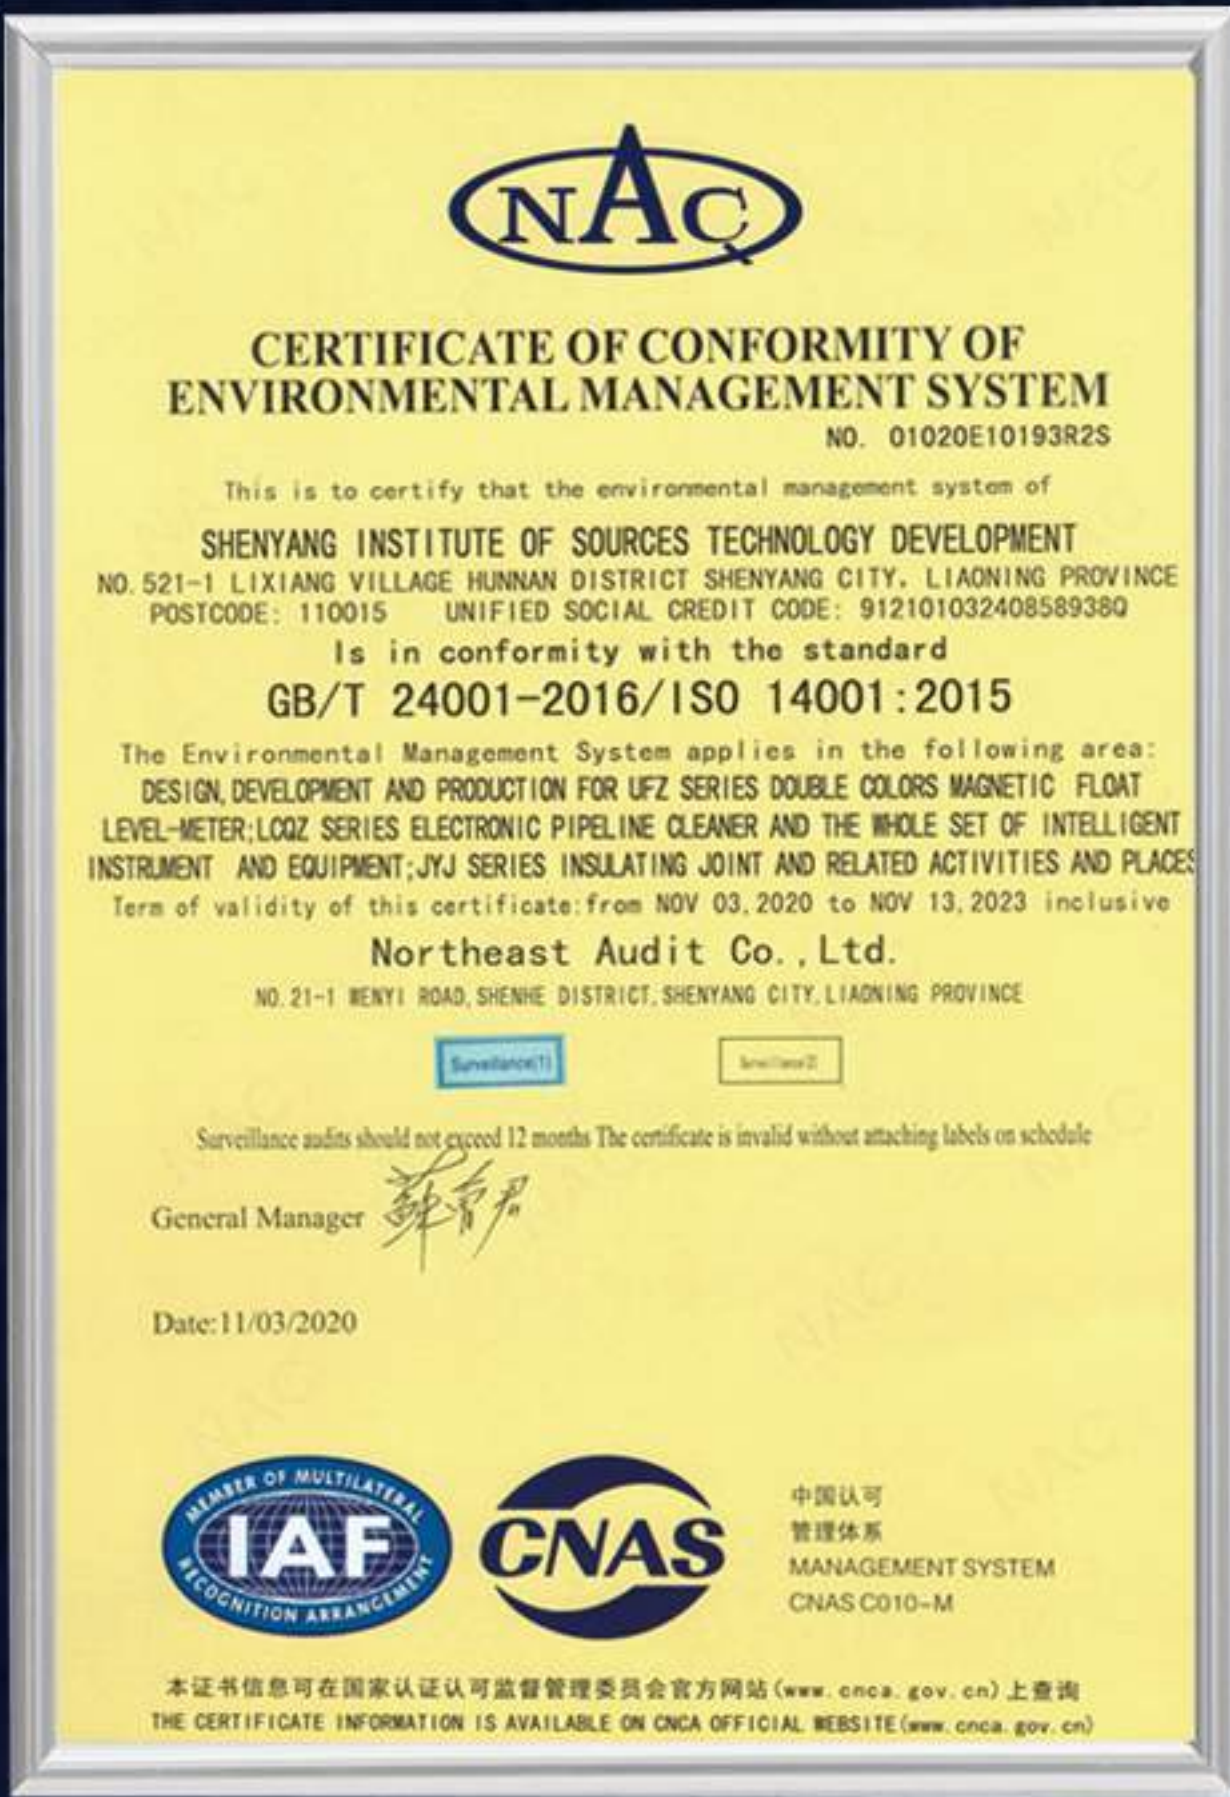 NAC
CERTIFICATE OF CONFORMITY OF
ENVIRONMENTAL MANAGEMENT SYSTEM
NO. 01020E10193R2S
This is to certify that the environmental management system of
SHENYANG INSTITUTE OF SOURCES TECHNOLOGY DEVELOPMENT
NO.521-1 LIXIANG VILLAGE HUNNAN DISTRICT SHENYANG CITY, LIAONING PROVINCE
POSTCODE: 110015 UNIFIED SOCIAL CREDIT CODE: 91210103240858938Q
Is in conformity with the standard
GB/T 24001-2016/ISO 14001:2015
The Environmental Management System applies in the following area:
DESIGN, DEVELOPMENT AND PRODUCTION FOR UFZ SERIES DOUBLE COLORS MAGNETIC FLOAT
LEVEL-METER;LCQZ SERIES ELECTRONIC PIPELINE CLEANER AND THE WHOLE SET OF INTELLIGENT
INSTRUMENT AND EQUIPMENT;JYJ SERIES INSULATING JOINT AND RELATED ACTIVITIES AND PLACES
Term of validity of this certificate:from NOV 03,2020 to NOV 13,2023 inclusive
Northeast Audit Co.,Ltd.
NO.21-1 WENYI ROAD,SHENHE DISTRICT,SHENYANG CITY,LIAONING PROVINCE
Surveillance(1)
Surveillance(2)
Surveillance audits should not exceed 12 months The certificate is invalid without attaching labels on schedule
General Manager
Date:11/03/2020
MEMBER OF MULTILATERAL
IAF
RECOGNITION ARRANGEMENT
CNAS
中国认可
管理体系
MANAGEMENT SYSTEM
CNAS C010-M
本证书信息可在国家认证认可监督管理委员会官方网站(www.cnca.gov.cn)上查询
THE CERTIFICATE INFORMATION IS AVAILABLE ON CNCA OFFICIAL WEBSITE(www.cnca.gov.cn)